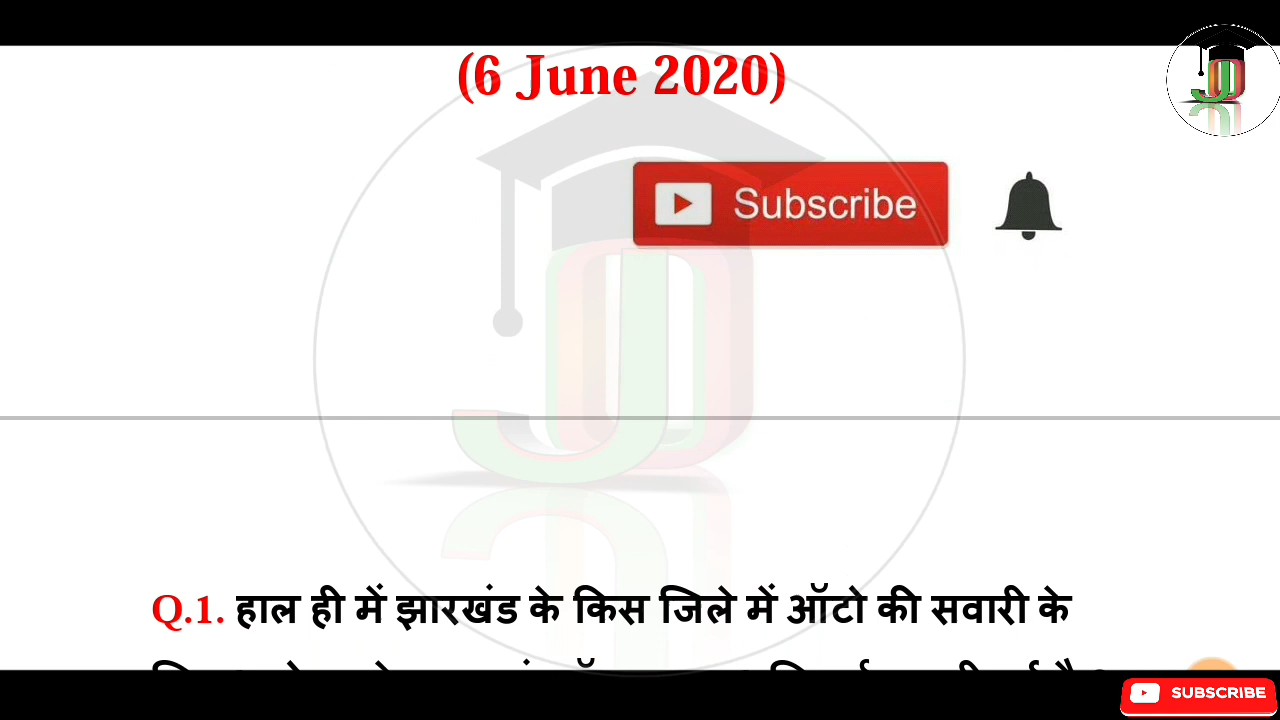 (6 June 2020)
Subscribe
Q.1. हाल ही में झारखंड के किस जिले में ऑटो की सवारी के
SUBSCRIBE